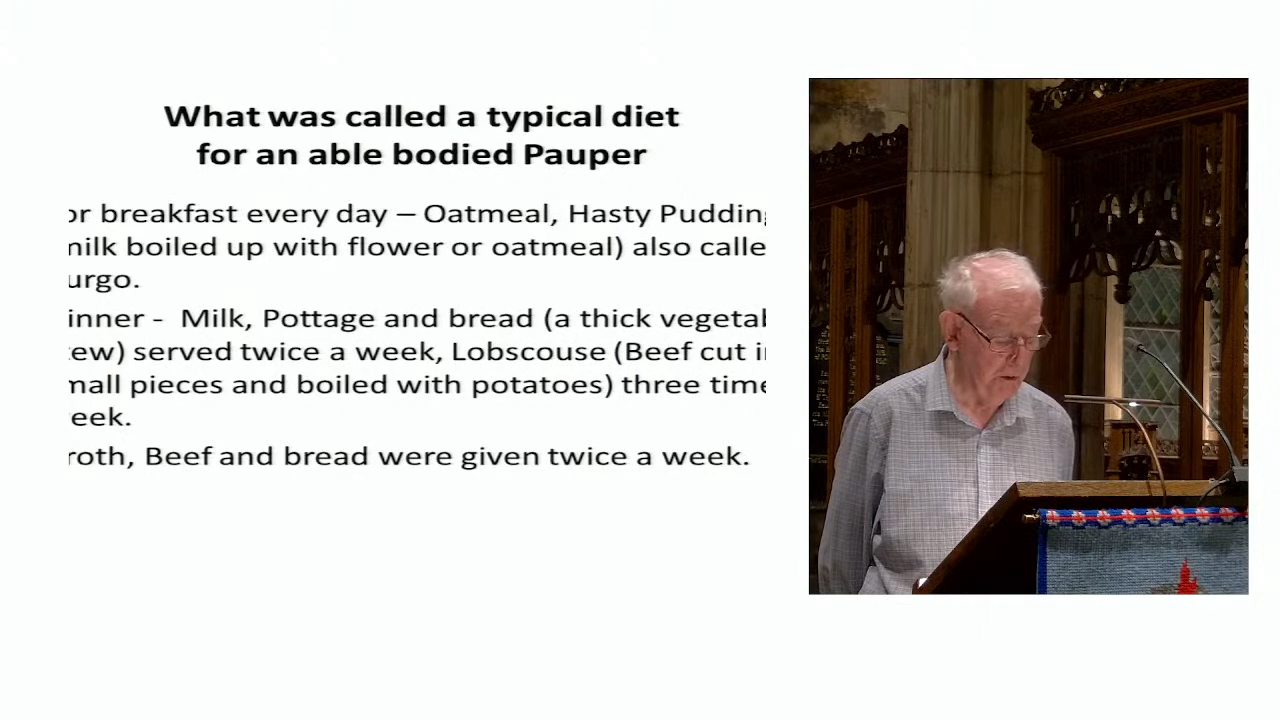 What was called a typical diet
for an able bodied Pauper
or breakfast every day – Oatmeal, Hasty Pudding
nilk boiled up with flower or oatmeal) also calle
urgo.
inner - Milk, Pottage and bread (a thick vegetab
tew) served twice a week, Lobscouse (Beef cut in
mall pieces and boiled with potatoes) three time
eek.
roth, Beef and bread were given twice a week.